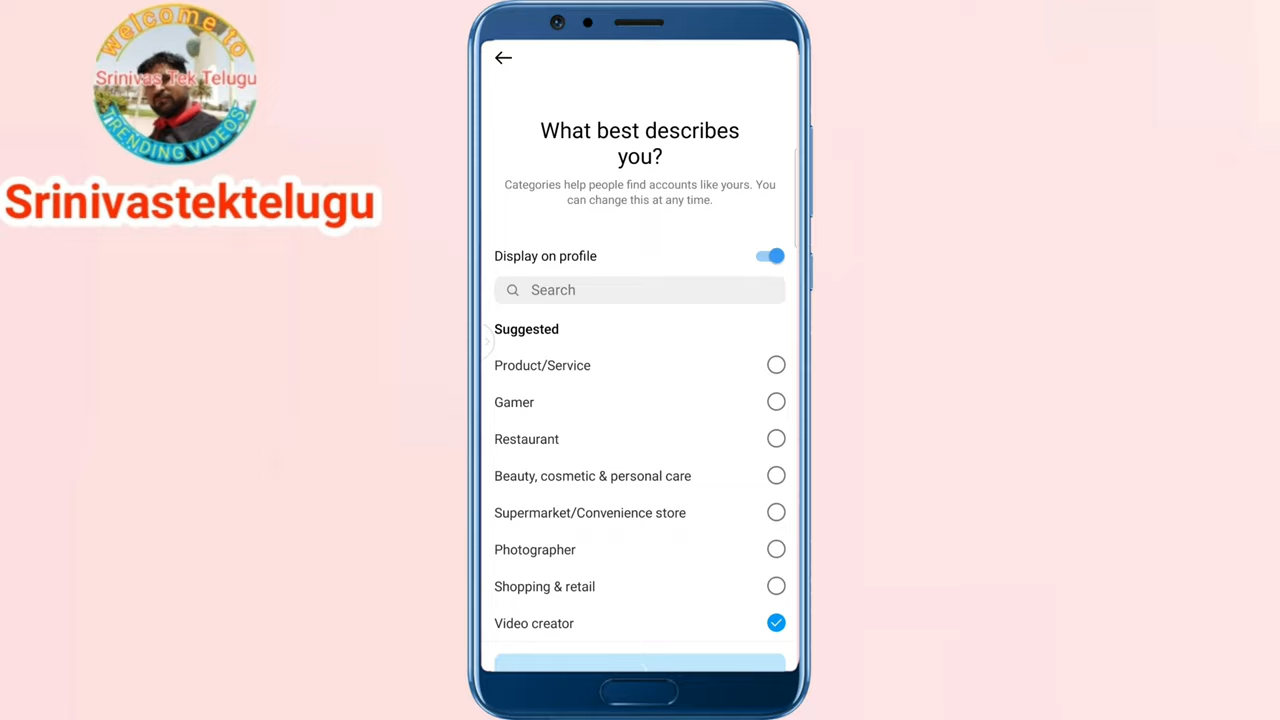 welcome to
Srinivas Tek Telugu
TRENDING VIDEOS
Srinivastektelugu
What best describes
you?
Categories help people find accounts like yours. You
can change this at any time.
Display on profile
Search
Suggested
Product/Service
Gamer
Restaurant
Beauty, cosmetic & personal care
Supermarket/Convenience store
Photographer
Shopping & retail
Video creator